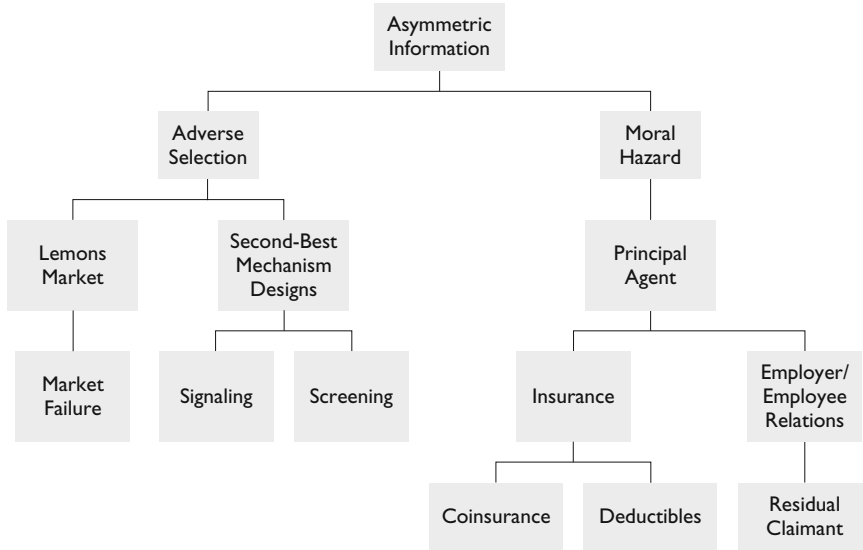 Asymmetric
Information
Adverse
Selection
Moral
Hazard
Lemons
Market
Second-Best
Mechanism
Designs
Principal
Agent
Market
Failure
Signaling
Screening
Insurance
Employer/
Employee
Relations
Coinsurance
Deductibles
Residual
Claimant